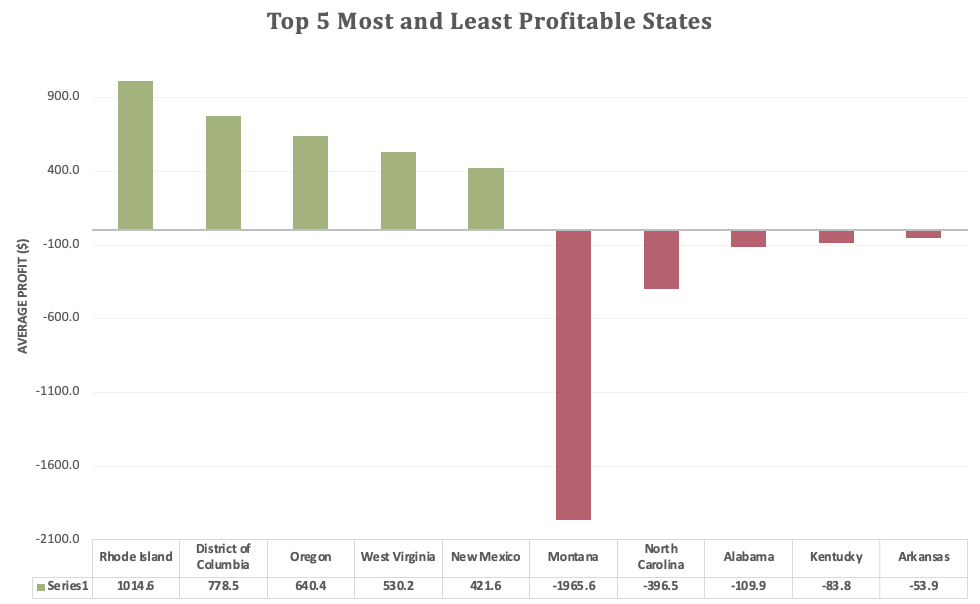 Top 5 Most and Least Profitable States
AVERAGE PROFIT ($)
900.0
400.0
-100.0
-600.0
-1100.0
-1600.0
-2100.0
Rhode Island District of Columbia Oregon West Virginia New Mexico Montana North Carolina Alabama Kentucky Arkansas
Series1 1014.6 778.5 640.4 530.2 421.6 -1965.6 -396.5 -109.9 -83.8 -53.9